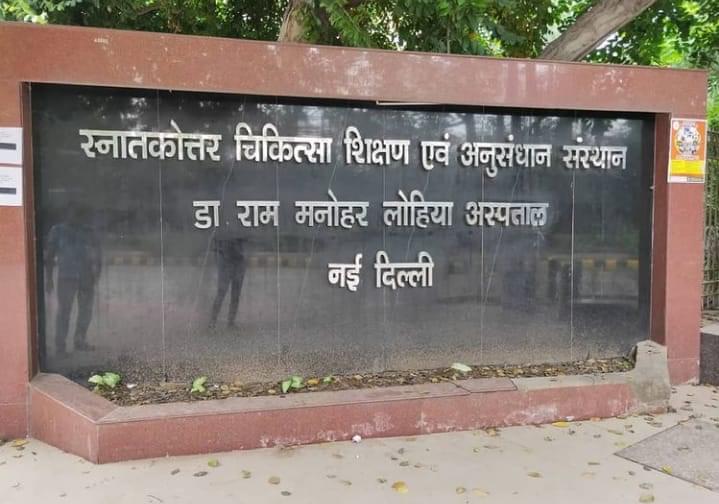 स्नातकोत्तर चिकित्सा शिक्षण एवं अनुसंधान संस्थान
डा राम मनोहर लोहिया अस्पताल
नई दिल्ली